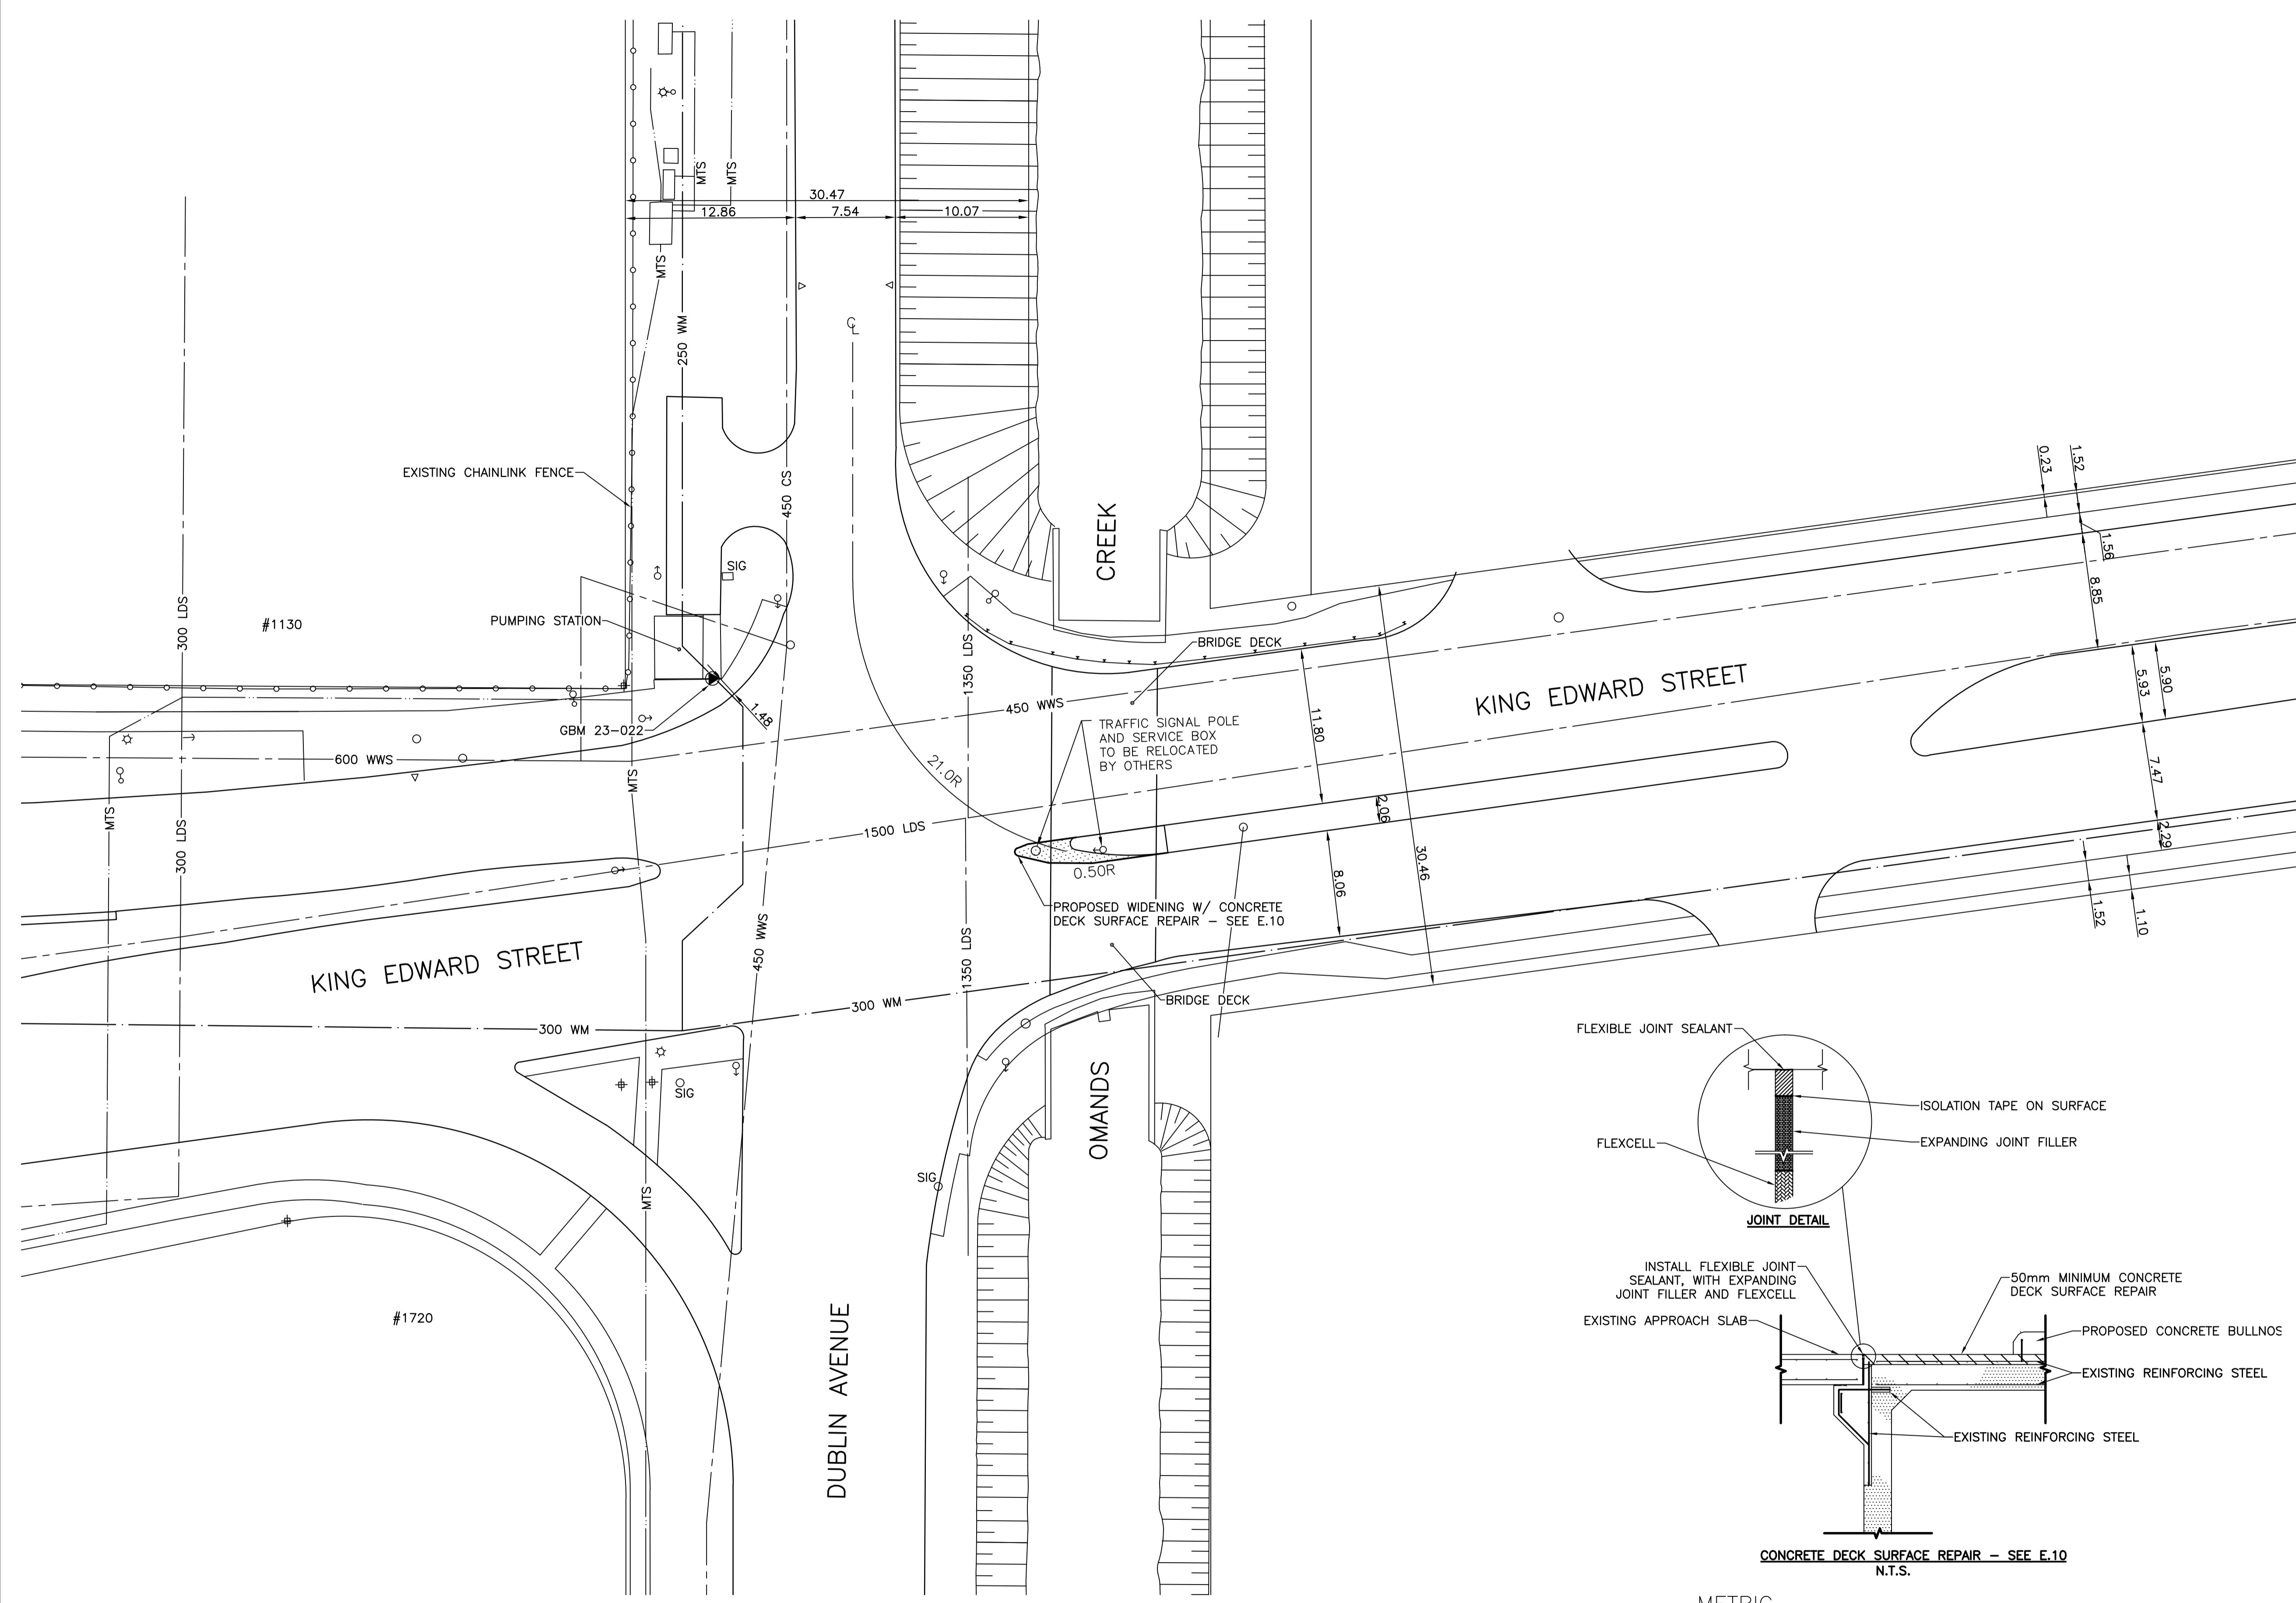 MTS
MTS
30.47
12.86
7.54
10.07
MTS
250 WM
℄
EXISTING CHAINLINK FENCE
450 CS
CREEK
0.23
1.52
1.56
8.85
SIG
300 LDS
#1130
PUMPING STATION
BRIDGE DECK
1350 LDS
KING EDWARD STREET
5.93
5.90
450 WWS
1.48
GBM 23-022
11.80
TRAFFIC SIGNAL POLE
AND SERVICE BOX
TO BE RELOCATED
BY OTHERS
600 WWS
MTS
21.0R
7.47
MTS
300 LDS
1500 LDS
2.06
2.29
30.46
0.50R
8.06
PROPOSED WIDENING W/ CONCRETE
DECK SURFACE REPAIR - SEE E.10
1.52
1.10
450 WWS
1350 LDS
KING EDWARD STREET
BRIDGE DECK
300 WM
300 WM
FLEXIBLE JOINT SEALANT
SIG
OMANDS
ISOLATION TAPE ON SURFACE
FLEXCELL
EXPANDING JOINT FILLER
SIG
MTS
JOINT DETAIL
INSTALL FLEXIBLE JOINT
SEALANT, WITH EXPANDING
JOINT FILLER AND FLEXCELL
50mm MINIMUM CONCRETE
DECK SURFACE REPAIR
#1720
EXISTING APPROACH SLAB
PROPOSED CONCRETE BULLNOS
DUBLIN AVENUE
EXISTING REINFORCING STEEL
EXISTING REINFORCING STEEL
CONCRETE DECK SURFACE REPAIR - SEE E.10
N.T.S.
METRIC